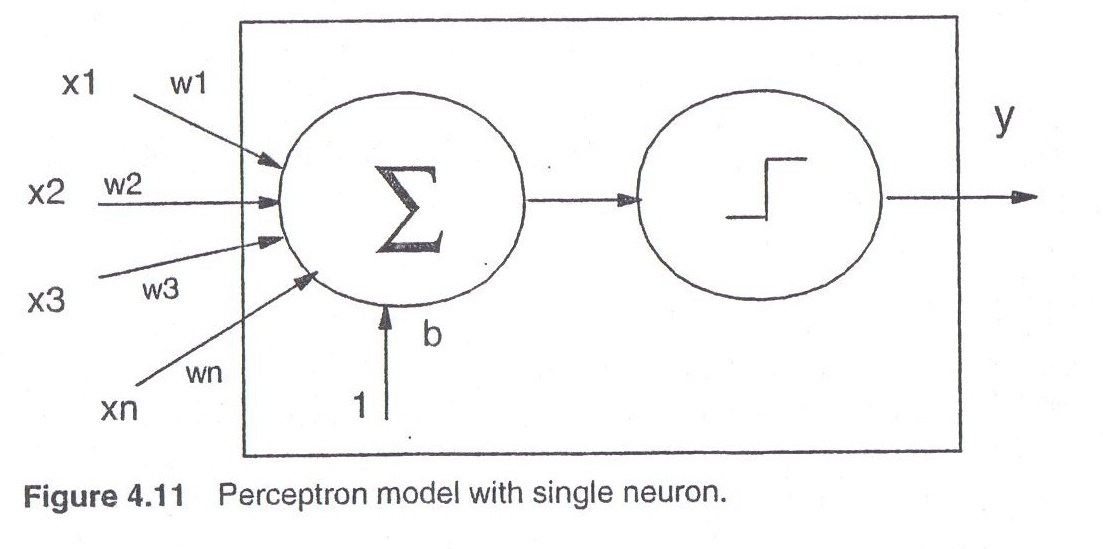 x1 w1
x2 w2
x3 w3
xn wn
Σ
y
b
1
Figure 4.11 Perceptron model with single neuron.